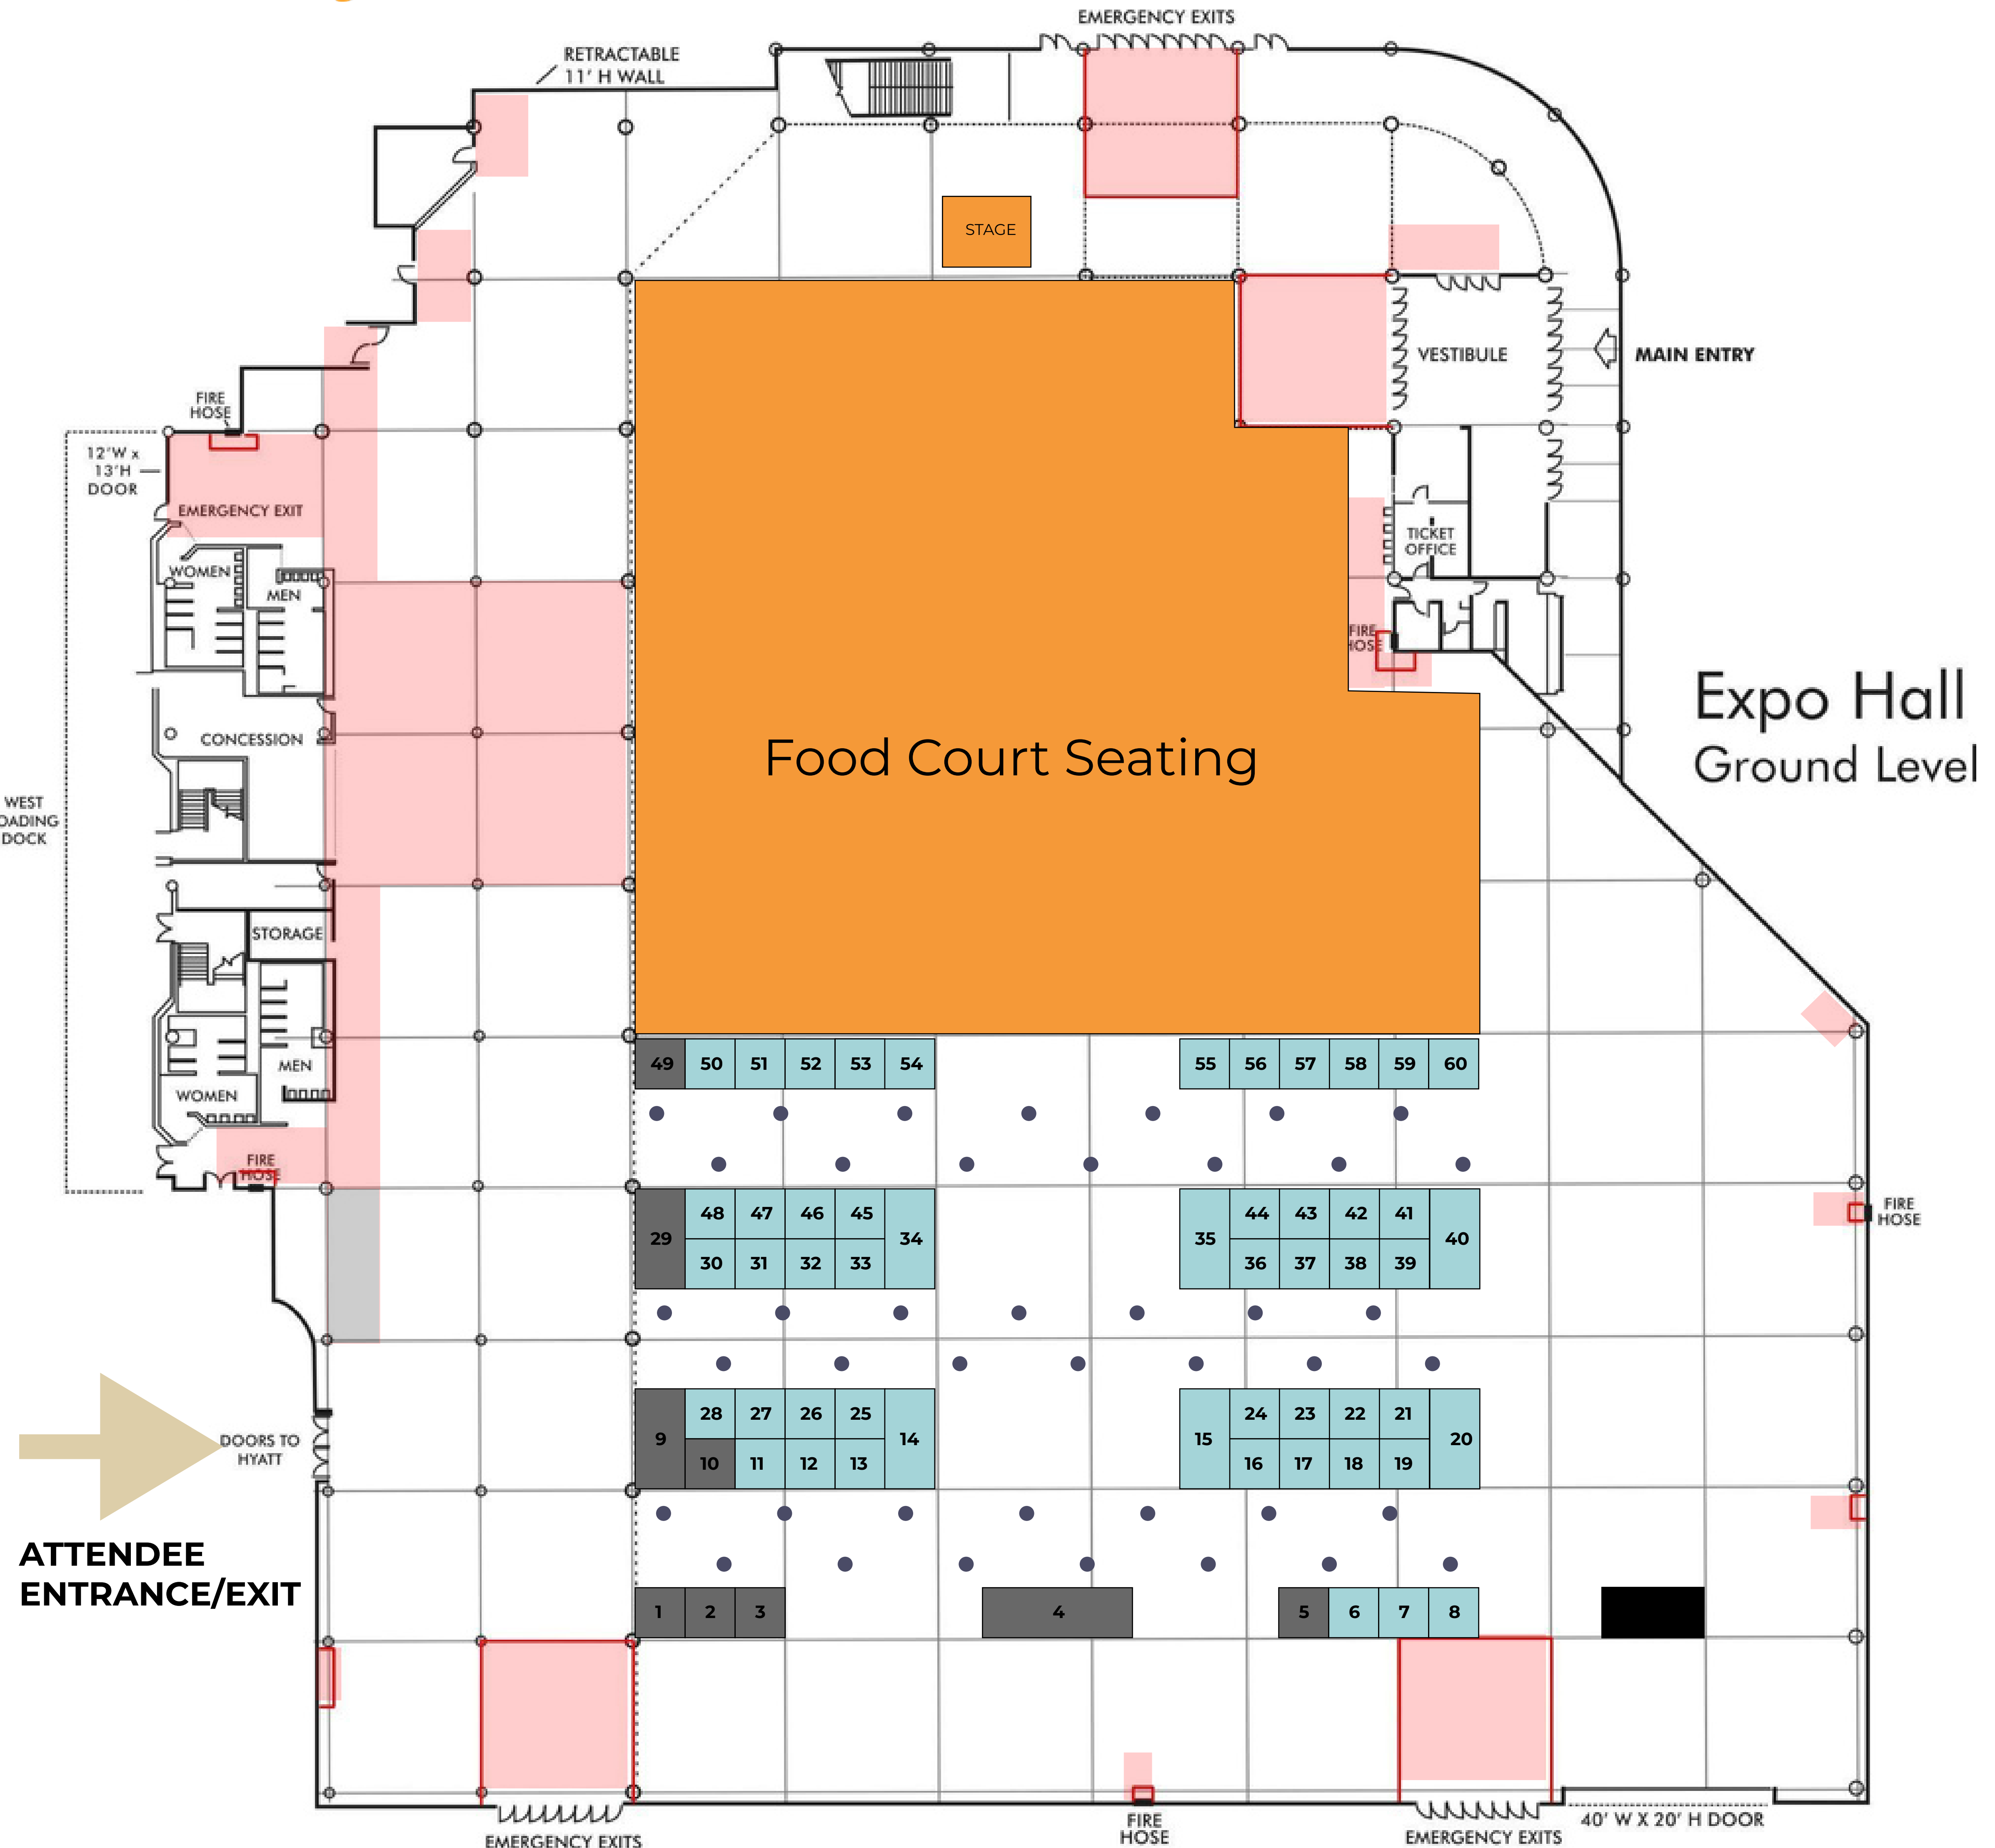 EMERGENCY EXITS
RETRACTABLE
11' H WALL
STAGE
VESTIBULE
MAIN ENTRY
FIRE
HOSE
12'W x
13'H
DOOR
EMERGENCY EXIT
WOMEN
MEN
TICKET
OFFICE
FIRE
HOSE
Expo Hall
Ground Level
CONCESSION
Food Court Seating
WEST
OADING
DOCK
STORAGE
MEN
WOMEN
FIRE
HOSE
49 50 51 52 53 54 55 56 57 58 59 60
FIRE
HOSE
48 47 46 45 44 43 42 41
29 34 35 40
30 31 32 33 36 37 38 39
28 27 26 25 24 23 22 21
9 14 15 20
10 11 12 13 16 17 18 19
DOORS TO
HYATT
ATTENDEE
ENTRANCE/EXIT
1 2 3 4 5 6 7 8
EMERGENCY EXITS
FIRE
HOSE
EMERGENCY EXITS
40' W X 20' H DOOR